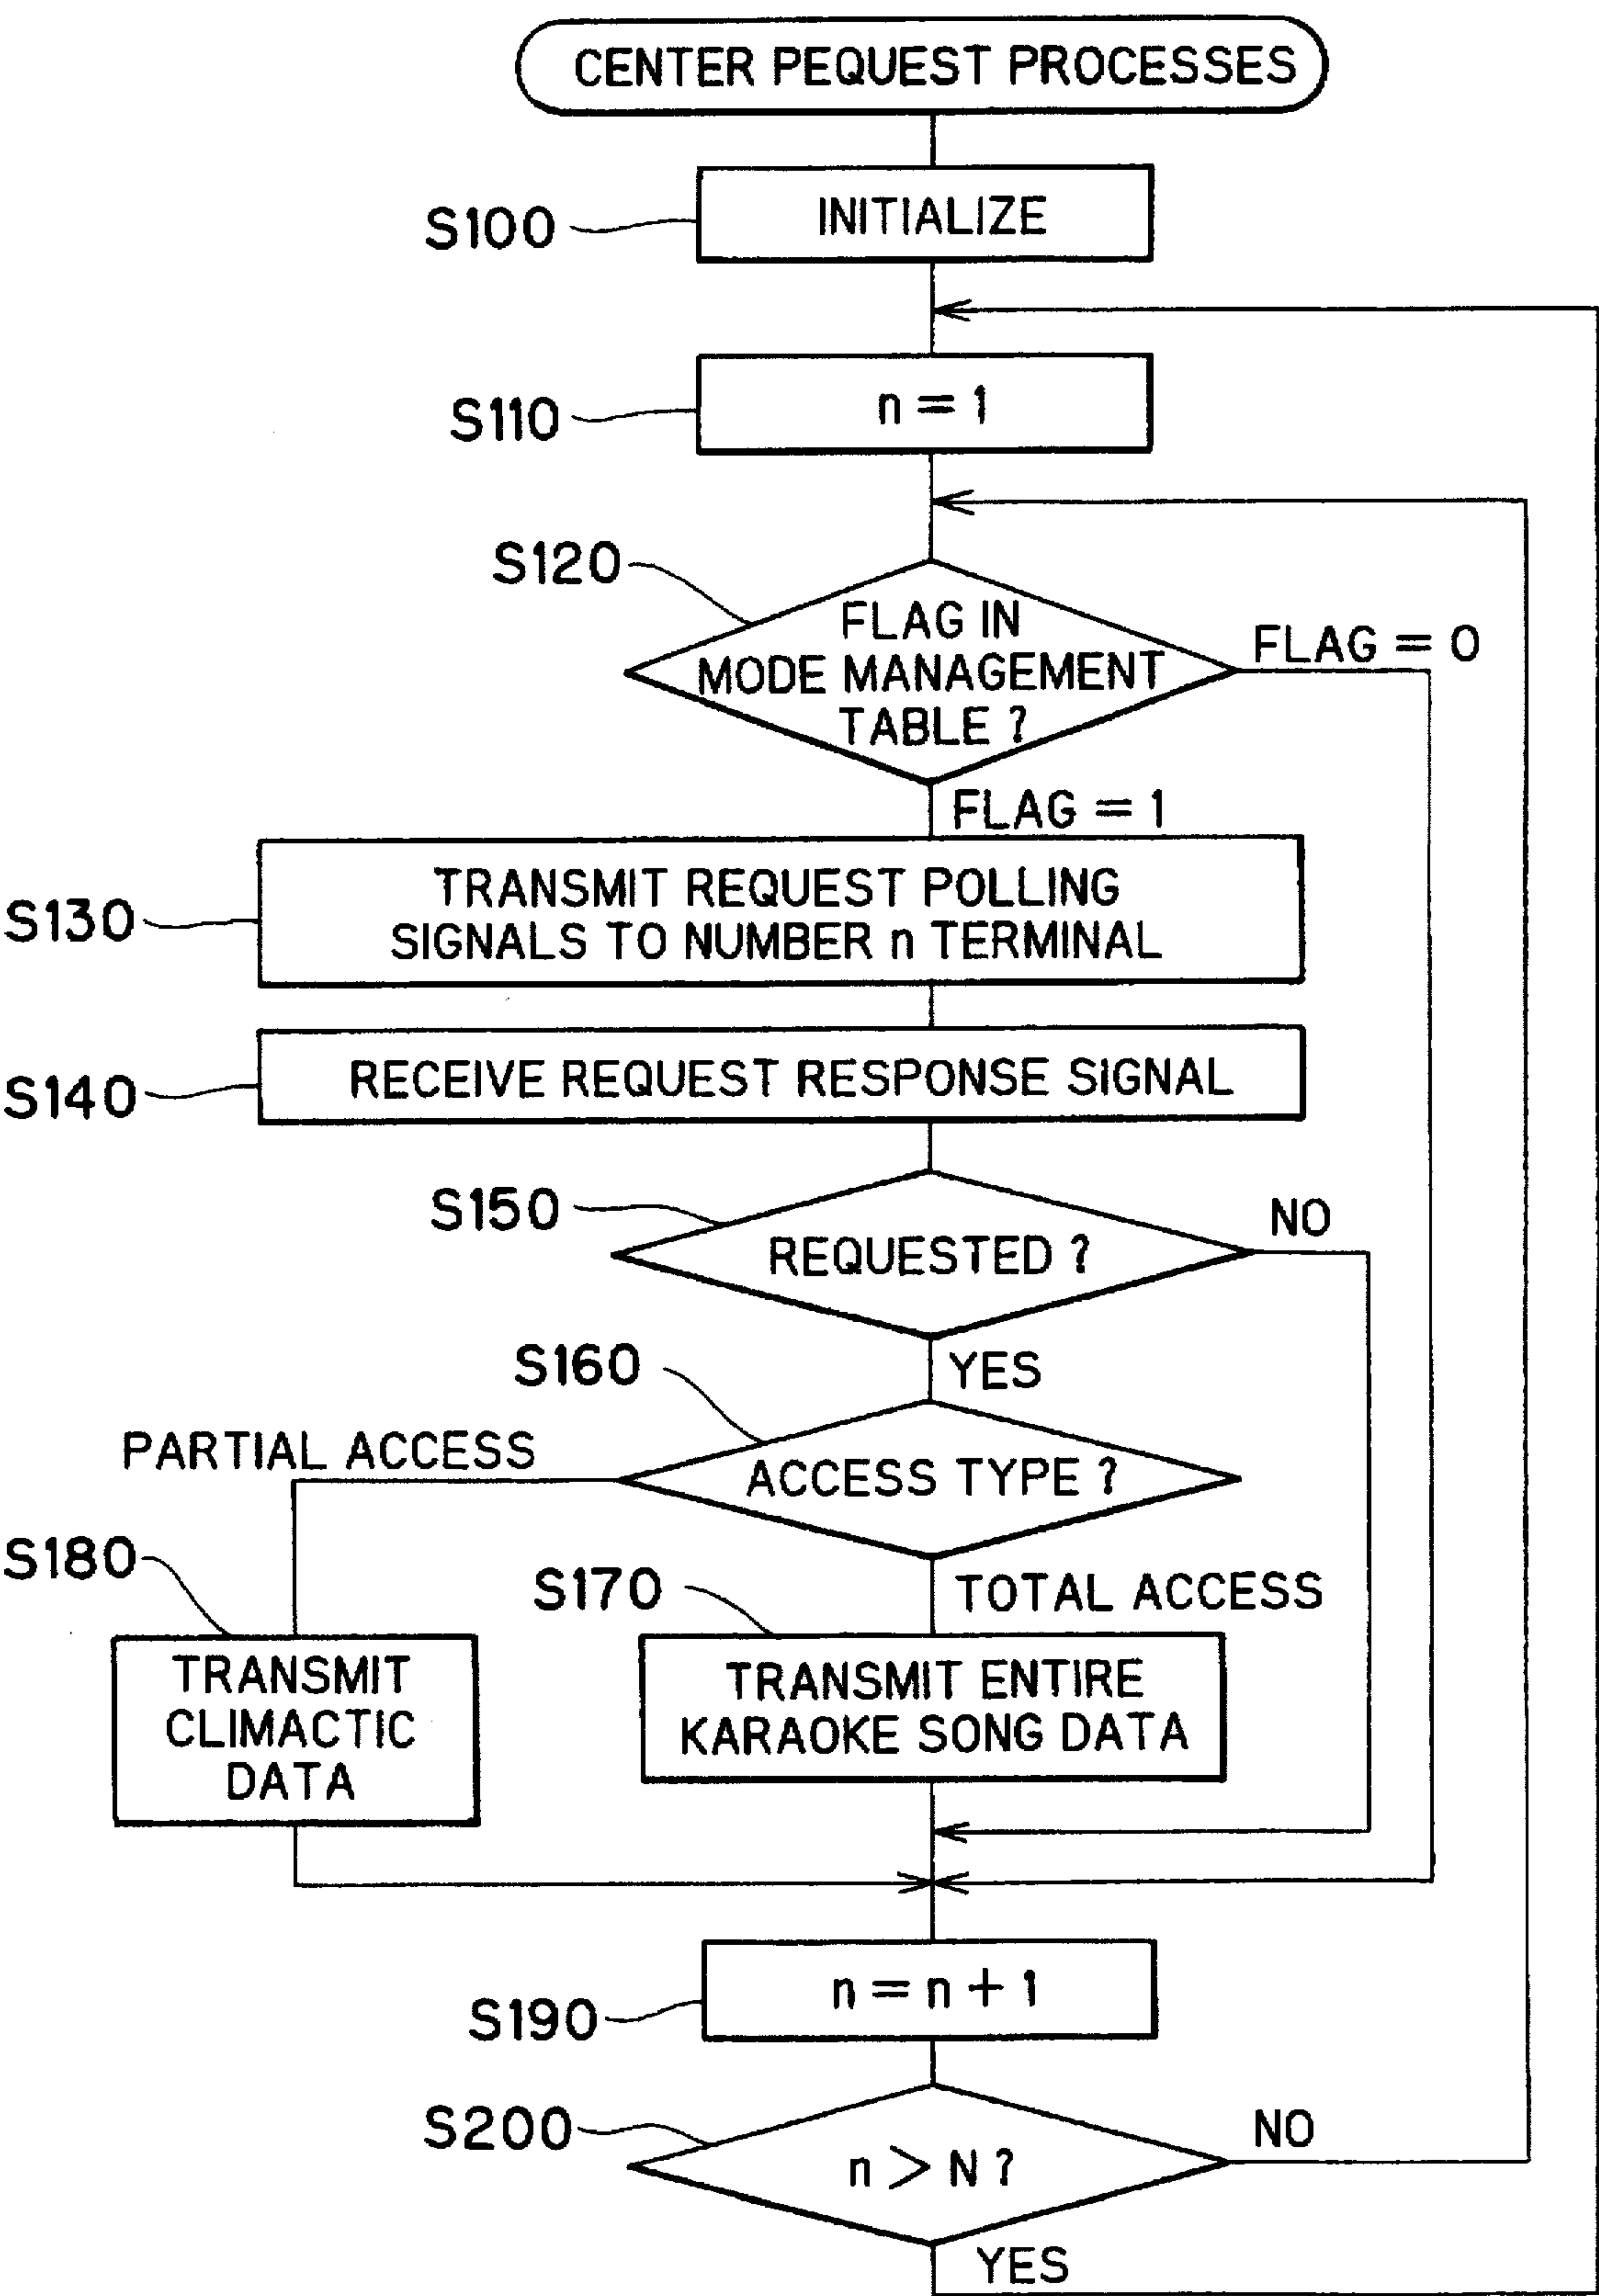 CENTER PEQUEST PROCESSES
S100
INITIALIZE
S110
n = 1
S120
FLAG IN
MODE MANAGEMENT
TABLE ?
FLAG = 0
FLAG = 1
S130
TRANSMIT REQUEST POLLING
SIGNALS TO NUMBER n TERMINAL
S140
RECEIVE REQUEST RESPONSE SIGNAL
S150
REQUESTED ?
NO
YES
S160
ACCESS TYPE ?
PARTIAL ACCESS
TOTAL ACCESS
S180
TRANSMIT
CLIMACTIC
DATA
S170
TRANSMIT ENTIRE
KARAOKE SONG DATA
S190
n = n + 1
S200
n > N ?
NO
YES